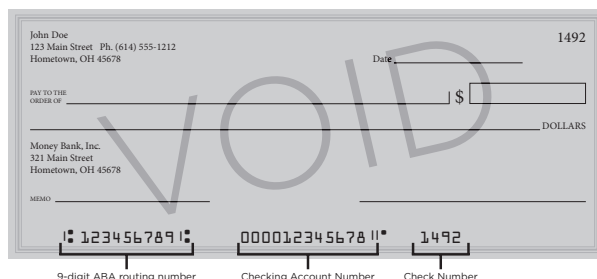 John Doe
1492
123 Main Street Ph. (614) 555-1212
Hometown, OH 45678
Date
PAY TO THE
ORDER OF
$
DOLLARS
VOID
Money Bank, Inc.
321 Main Street
Hometown, OH 45678
MEMO
⑆123456789⑆ 000012345678⑈ 1492
9-digit ABA routing number Checking Account Number Check Number